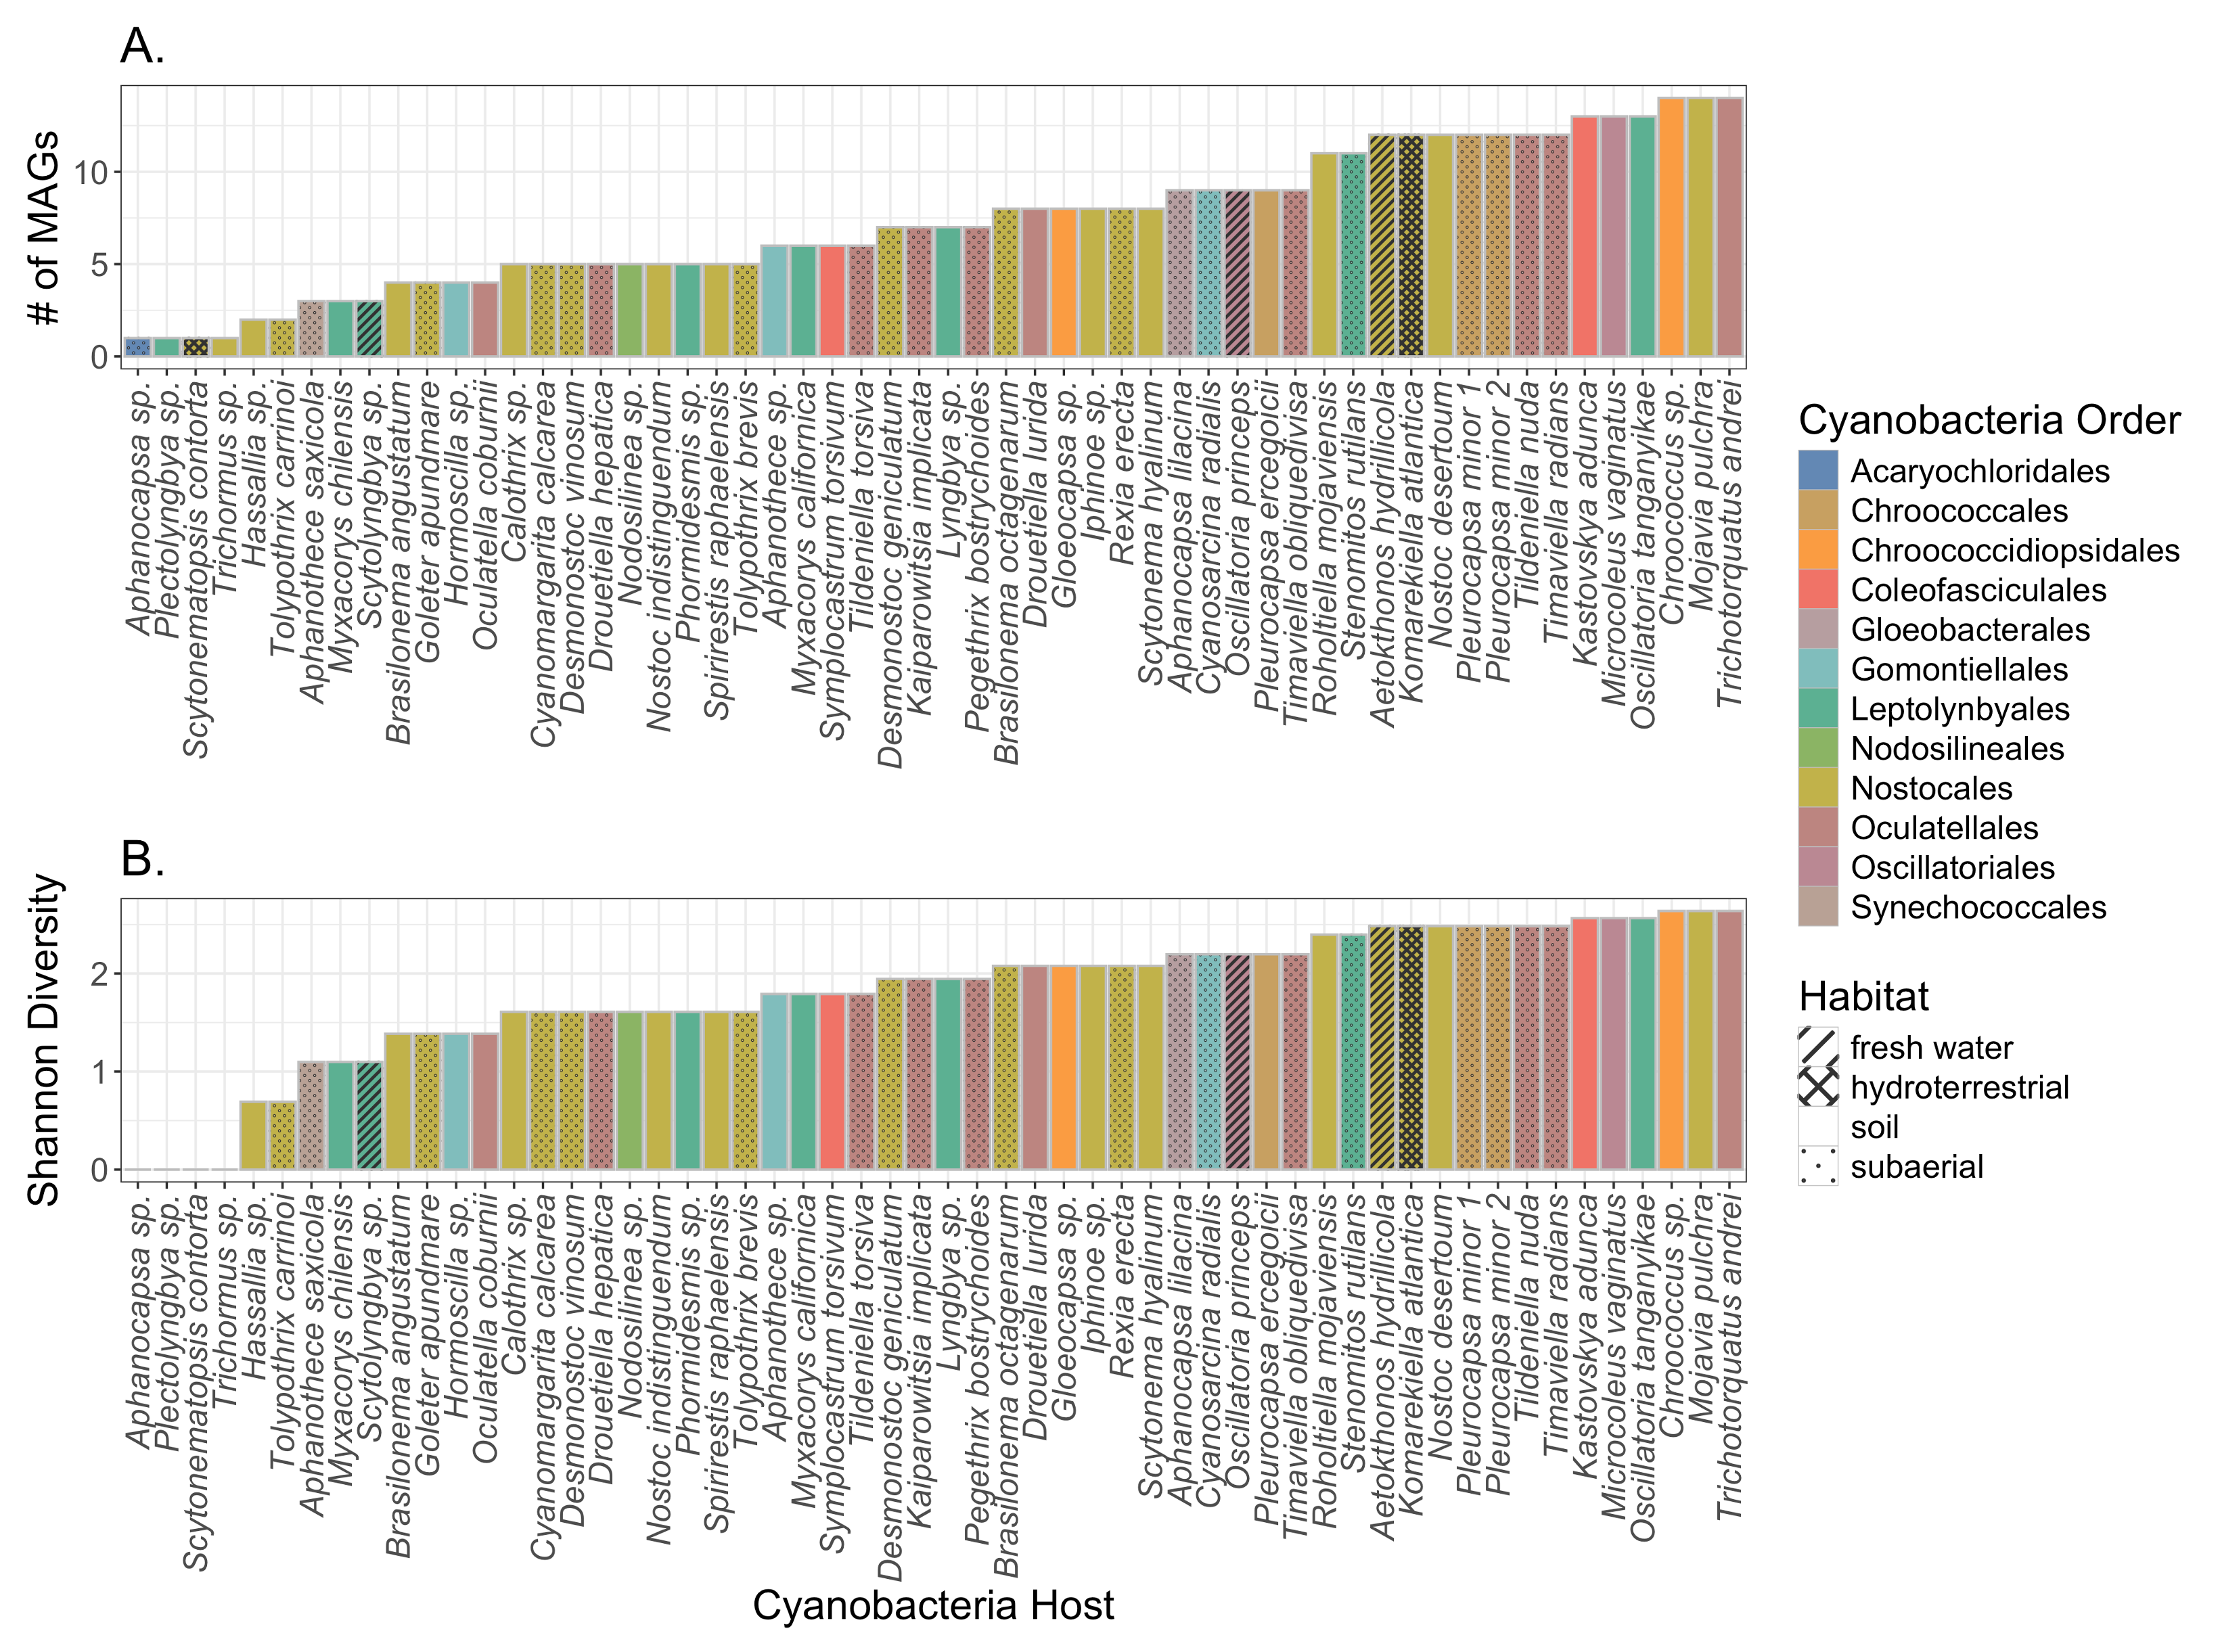 A.
# of MAGs
10
5
0
Aphanocapsa sp.
Plectolyngbya sp.
Scytonematopsis contorta
Trichormus sp.
Hassallia sp.
Tolypothrix carrinoi
Aphanothece saxicola
Myxacorys chilensis
Scytolyngbya sp.
Brasilonema angustatum
Goleter apundmare
Hormoscilla sp.
Oculatella coburnii
Calothrix sp.
Cyanomargarita calcarea
Desmonostoc vinosum
Drouetiella hepatica
Nodosilinea sp.
Nostoc indistinguendum
Phormidesmis sp.
Spirirestis raphaelensis
Tolypothrix brevis
Aphanothece sp.
Myxacorys californica
Symplocastrum torsivum
Tildeniella torsiva
Desmonostoc geniculatum
Kaiparowitsia implicata
Lyngbya sp.
Pegethrix bostrychoides
Brasilonema octagenarum
Drouetiella lurida
Gloeocapsa sp.
Iphinoe sp.
Rexia erecta
Scytonema hyalinum
Aphanocapsa lilacina
Cyanosarcina radialis
Oscillatoria princeps
Pleurocapsa ercegoicii
Timaviella obliquedivisa
Roholtiella mojaviensis
Stenomitos rutilans
Aetokthonos hydrillicola
Komarekiella atlantica
Nostoc desertorum
Pleurocapsa minor 1
Pleurocapsa minor 2
Tildeniella nuda
Timaviella radians
Kastovskya adunca
Microcoleus vaginatus
Oscillatoria tanganyikae
Chroococcus sp.
Mojavia pulchra
Trichotorquatus andrei
B.
Shannon Diversity
2
1
0
Aphanocapsa sp.
Plectolyngbya sp.
Scytonematopsis contorta
Trichormus sp.
Hassallia sp.
Tolypothrix carrinoi
Aphanothece saxicola
Myxacorys chilensis
Scytolyngbya sp.
Brasilonema angustatum
Goleter apundmare
Hormoscilla sp.
Oculatella coburnii
Calothrix sp.
Cyanomargarita calcarea
Desmonostoc vinosum
Drouetiella hepatica
Nodosilinea sp.
Nostoc indistinguendum
Phormidesmis sp.
Spirirestis raphaelensis
Tolypothrix brevis
Aphanothece sp.
Myxacorys californica
Symplocastrum torsivum
Tildeniella torsiva
Desmonostoc geniculatum
Kaiparowitsia implicata
Lyngbya sp.
Pegethrix bostrychoides
Brasilonema octagenarum
Drouetiella lurida
Gloeocapsa sp.
Iphinoe sp.
Rexia erecta
Scytonema hyalinum
Aphanocapsa lilacina
Cyanosarcina radialis
Oscillatoria princeps
Pleurocapsa ercegoicii
Timaviella obliquedivisa
Roholtiella mojaviensis
Stenomitos rutilans
Aetokthonos hydrillicola
Komarekiella atlantica
Nostoc desertorum
Pleurocapsa minor 1
Pleurocapsa minor 2
Tildeniella nuda
Timaviella radians
Kastovskya adunca
Microcoleus vaginatus
Oscillatoria tanganyikae
Chroococcus sp.
Mojavia pulchra
Trichotorquatus andrei
Cyanobacteria Host
Cyanobacteria Order
Acaryochloridales
Chroococcales
Chroococcidiopsidales
Coleofasciculales
Gloeobacterales
Gomontiellales
Leptolynbyales
Nodosilineales
Nostocales
Oculatellales
Oscillatoriales
Synechococcales
Habitat
fresh water
hydroterrestrial
soil
subaerial